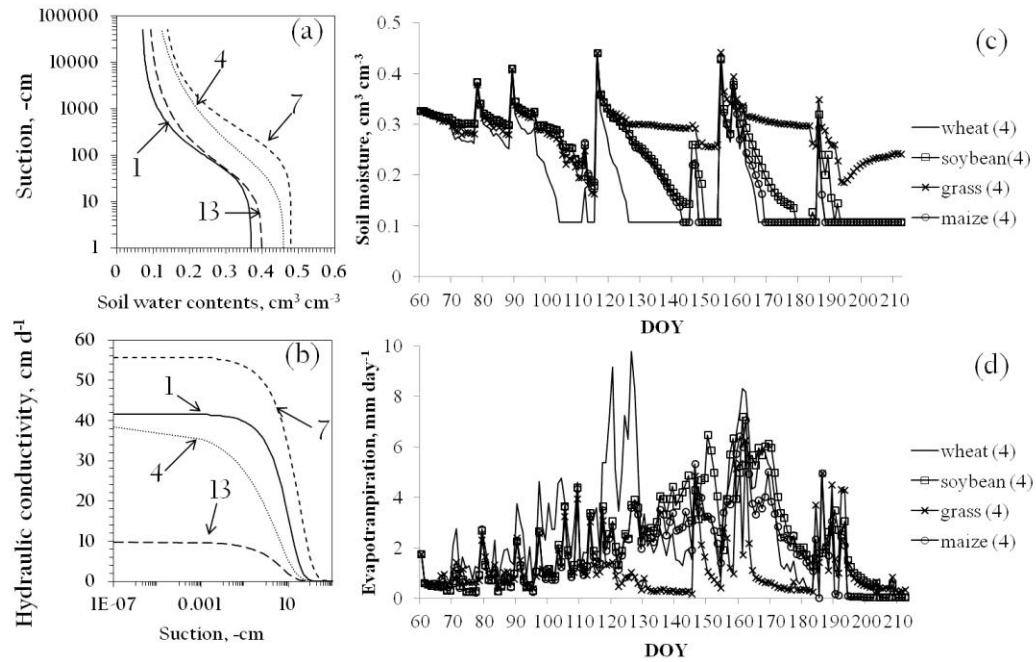 (a)
Suction, -cm
100000
10000
1000
100
10
1
4
7
1
13
0 0.1 0.2 0.3 0.4 0.5 0.6
Soil water contents, cm³ cm⁻³
(b)
Hydraulic conductivity, cm d⁻¹
60
50
40
30
20
10
0
1
7
4
13
1E-07 0.001 10
Suction, -cm
(c)
Soil moisture, cm³ cm⁻³
0.5
0.4
0.3
0.2
0.1
0
60 70 80 90 100 110 120 130 140 150 160 170 180 190 200 210
DOY
wheat (4)
soybean(4)
grass (4)
maize (4)
(d)
Evapotranpiration, mm day⁻¹
10
8
6
4
2
0
60 70 80 90 100 110 120 130 140 150 160 170 180 190 200 210
DOY
wheat (4)
soybean (4)
grass (4)
maize (4)